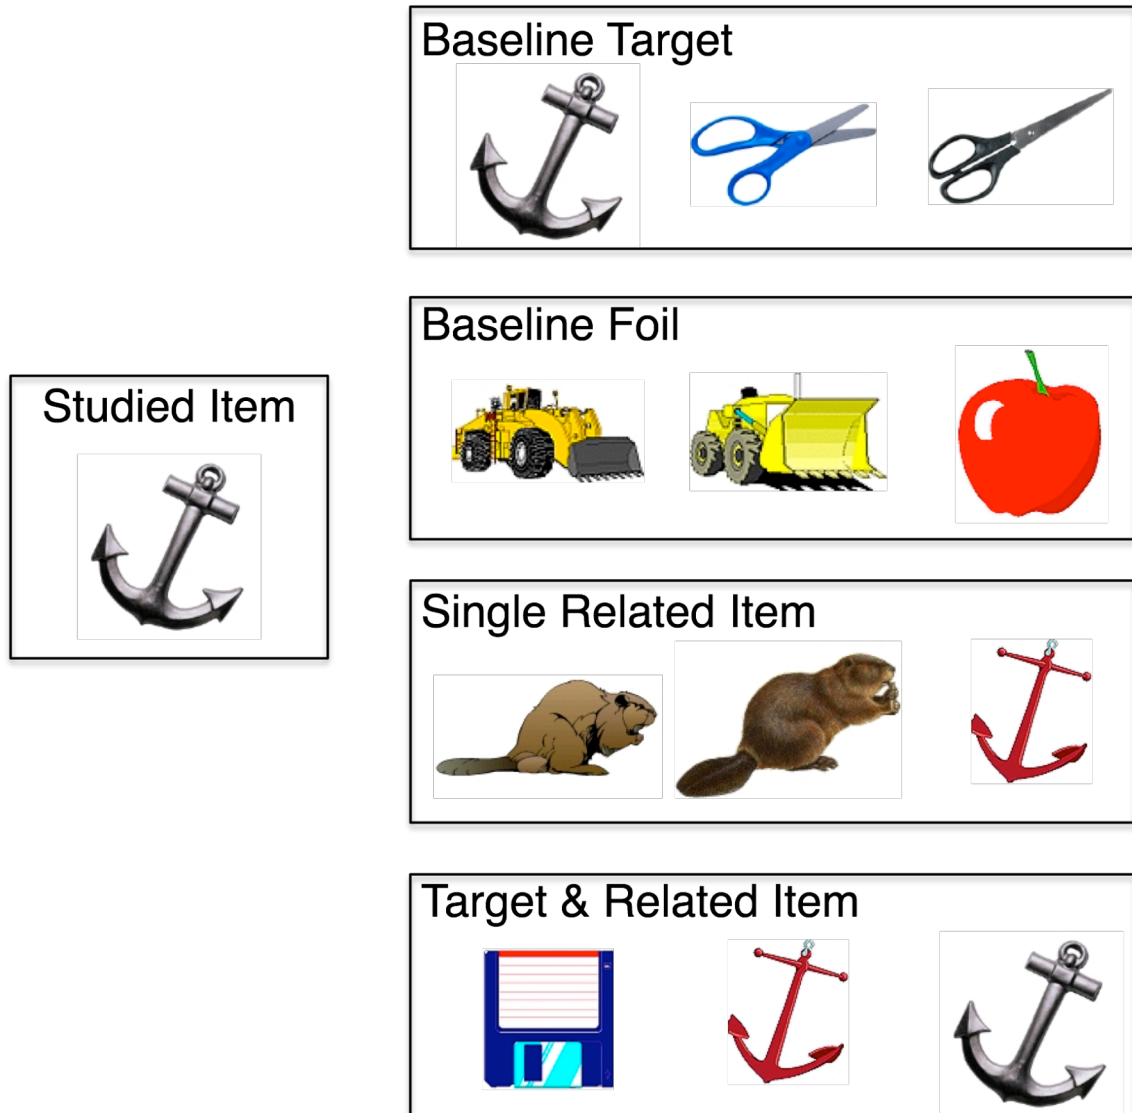 Baseline Target
Baseline Foil
Studied Item
Single Related Item
Target & Related Item